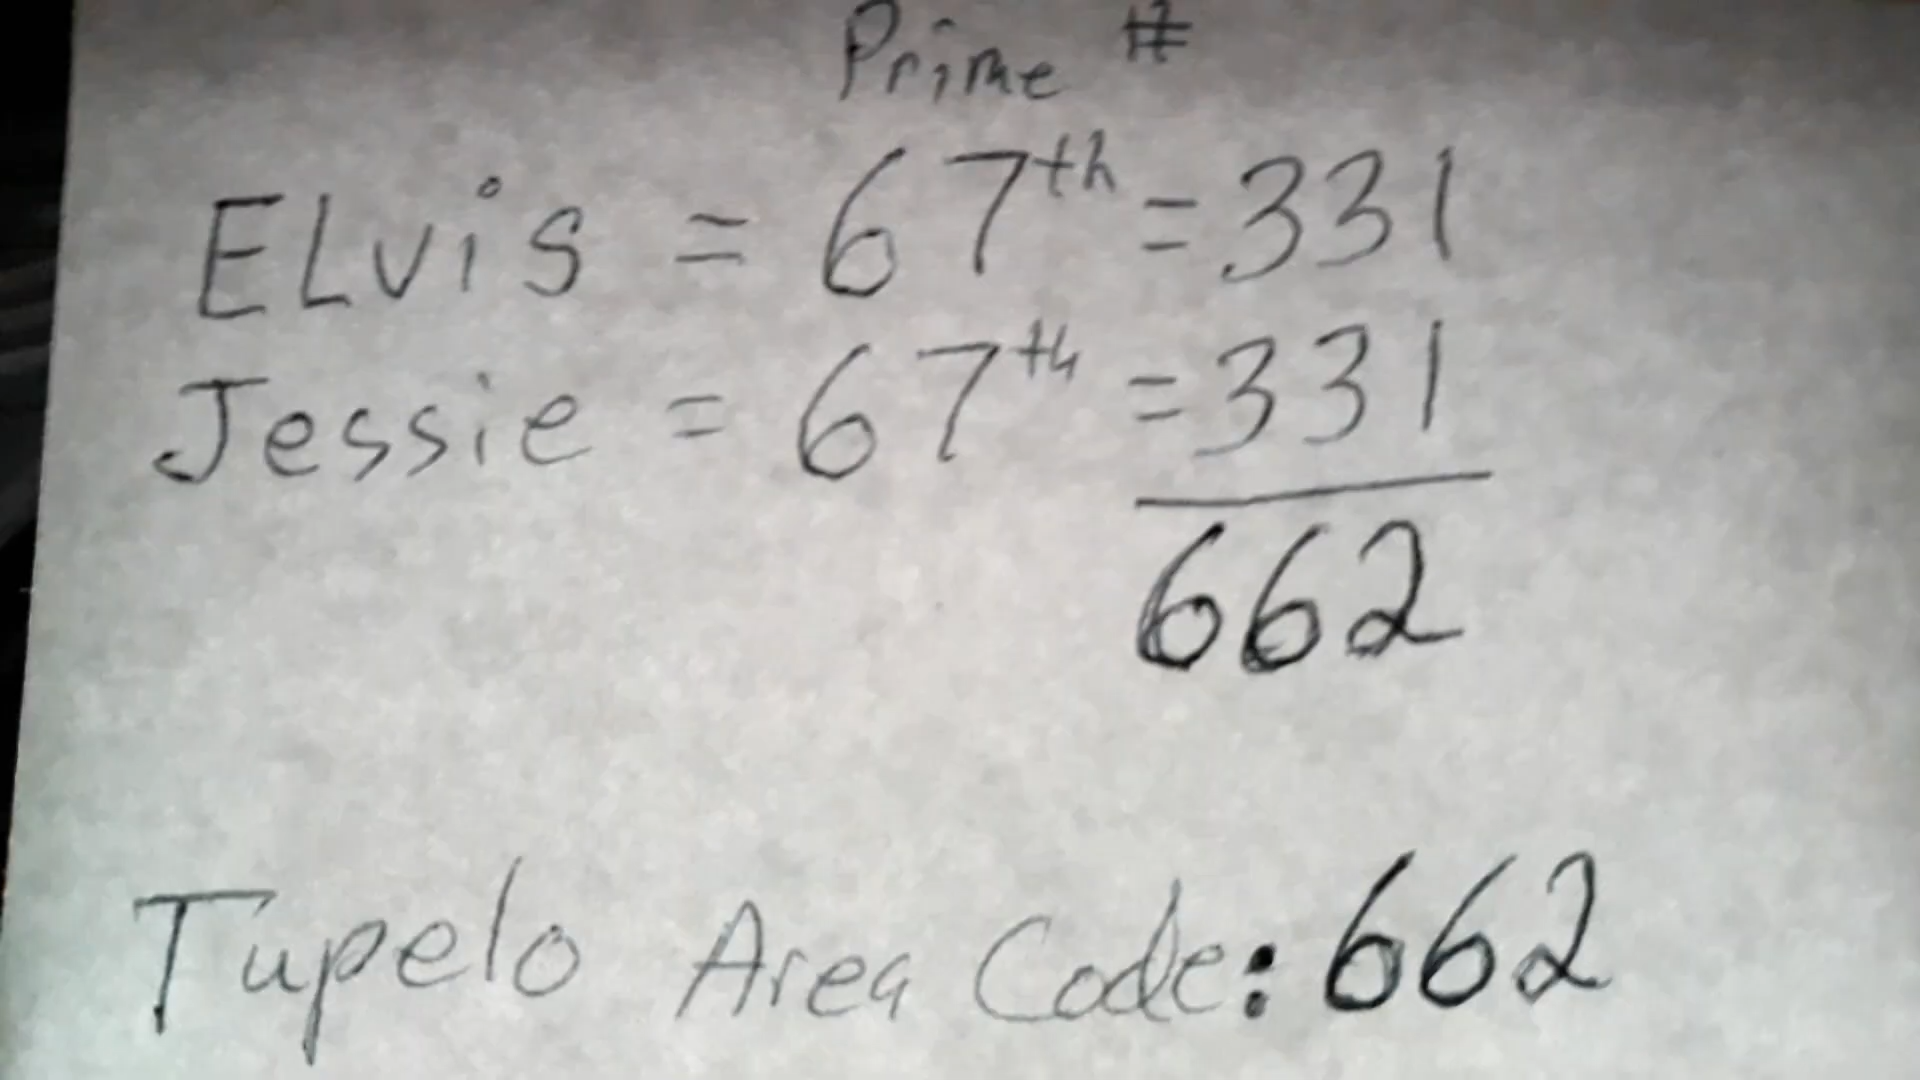 Prime #
ELvis = 67th = 331
Jessie = 67th = 331
662
Tupelo Area Code: 662